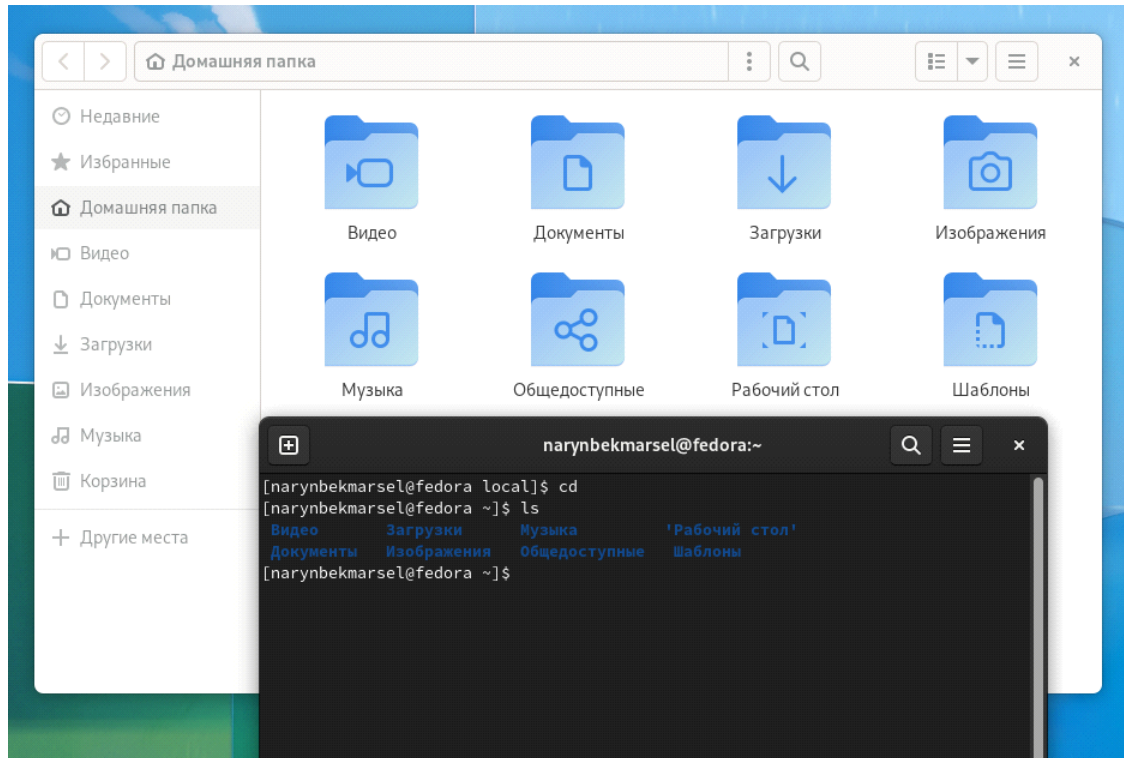 Домашняя папка
Недавние
Избранные
Домашняя папка
Видео
Документы
Загрузки
Изображения
Музыка
Корзина
Другие места
Видео Документы Загрузки Изображения
Музыка Общедоступные Рабочий стол Шаблоны
narynbekmarsel@fedora:~
[narynbekmarsel@fedora local]$ cd
[narynbekmarsel@fedora ~]$ ls
Видео Загрузки Музыка 'Рабочий стол'
Документы Изображения Общедоступные Шаблоны
[narynbekmarsel@fedora ~]$